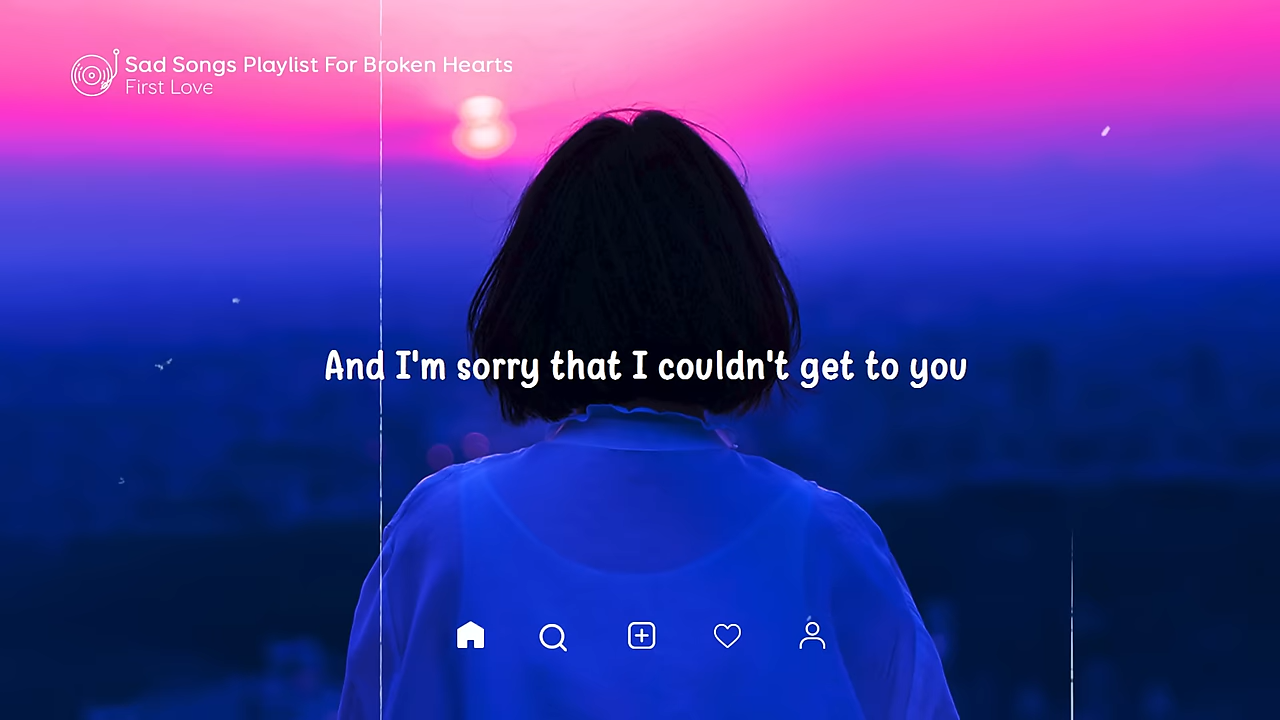 Sad Songs Playlist For Broken Hearts
First Love
And I'm sorry that I couldn't get to you